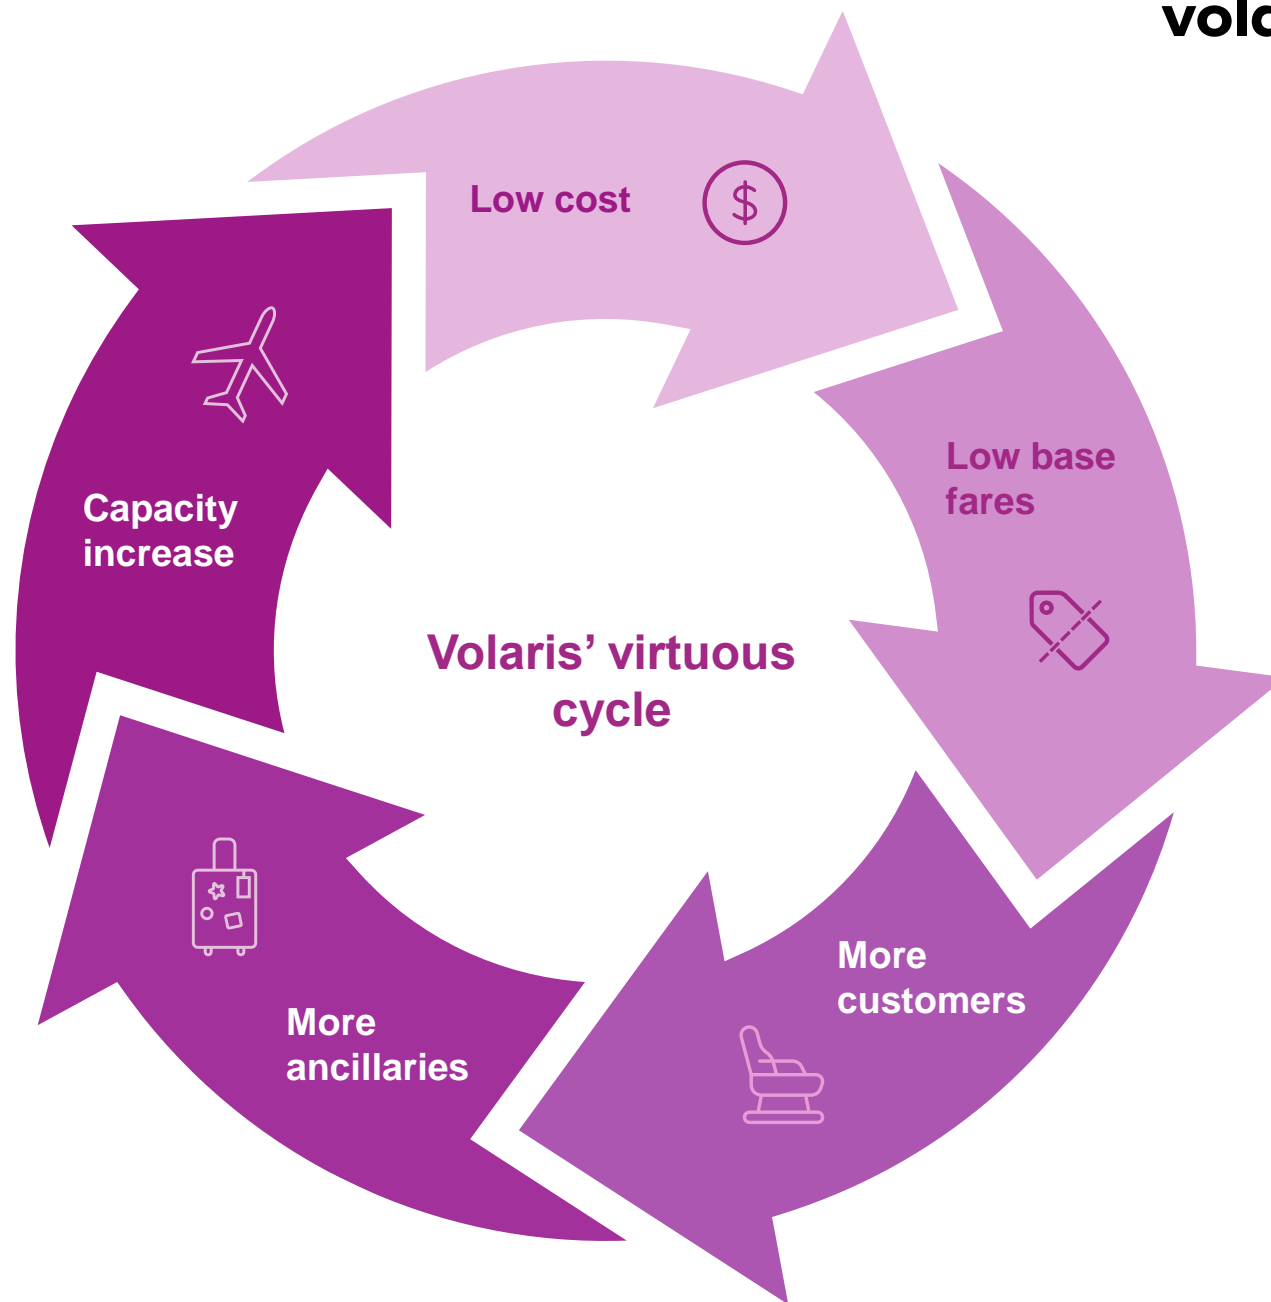 Low cost
$
Low base
fares
Capacity
increase
Volaris’ virtuous
cycle
More
customers
More
ancillaries